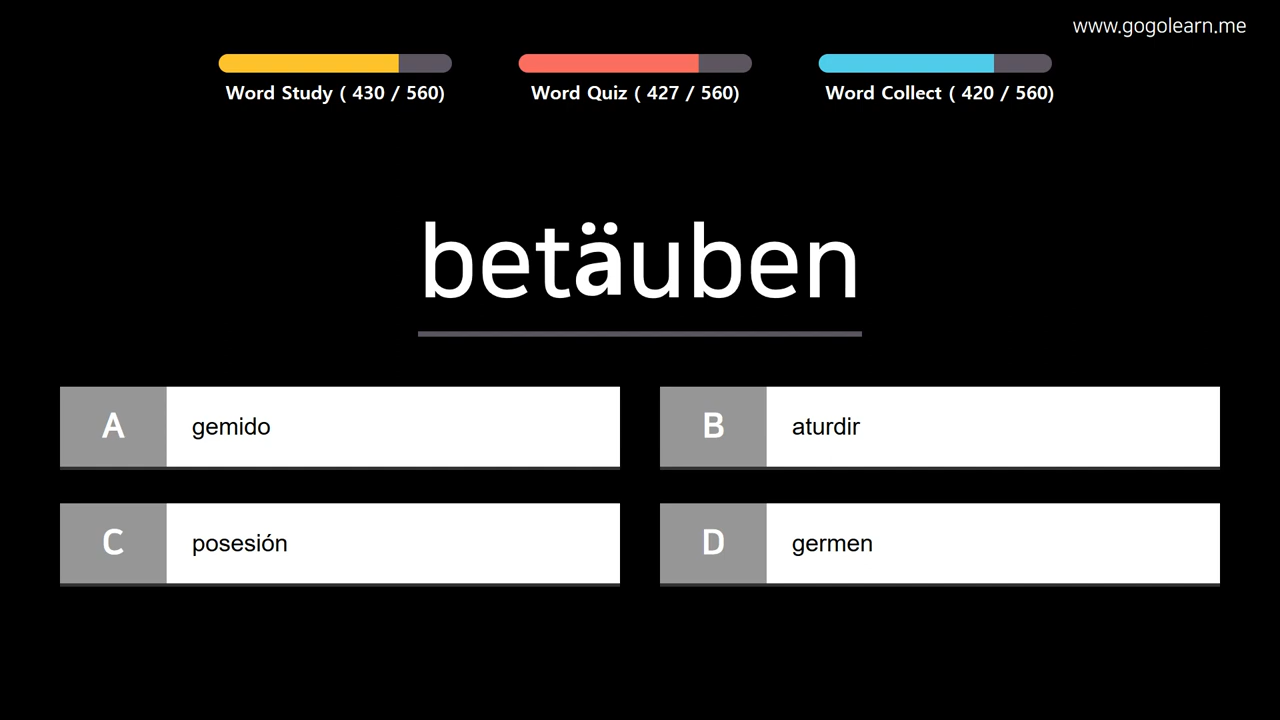 www.gogolearn.me
Word Study ( 430 / 560) Word Quiz ( 427 / 560) Word Collect ( 420 / 560)
betäuben
A gemido B aturdir
C posesión D germen